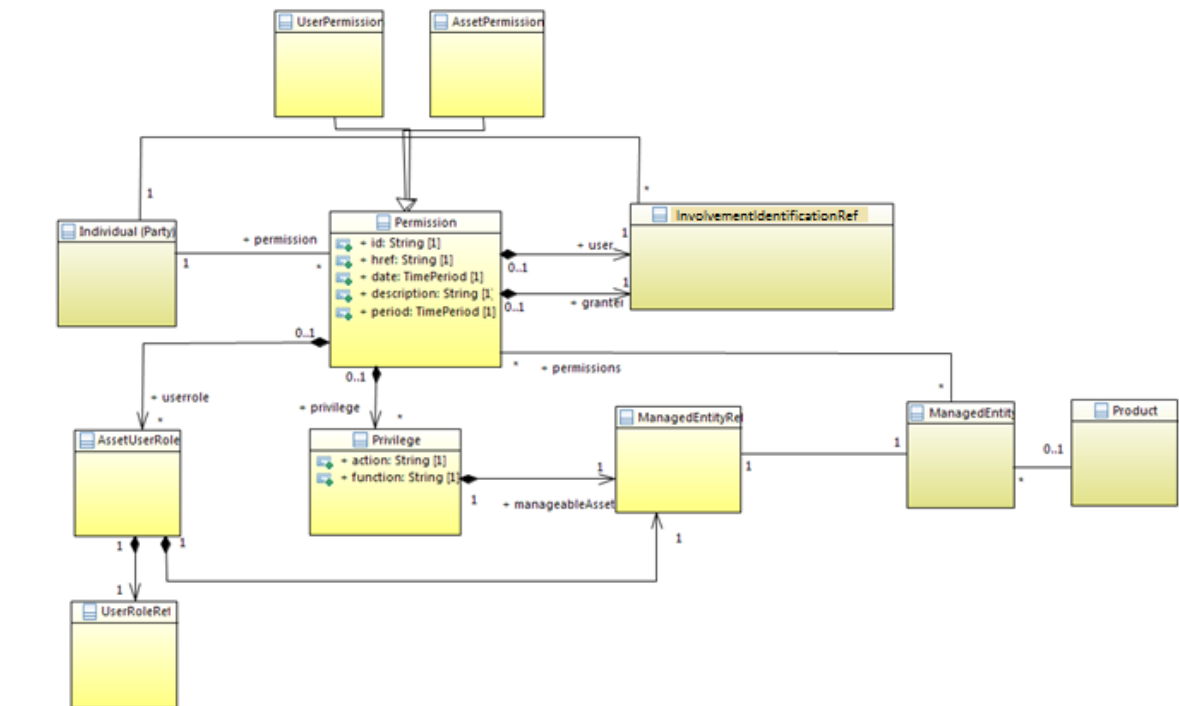 UserPermission
AssetPermission
1
*
Individual (Party)
+ permission
1
*
Permission
+ id: String [1]
+ href: String [1]
+ date: TimePeriod [1]
+ description: String [1]
+ period: TimePeriod [1]
InvolvementIdentificationRef
1
+ user
0..1
1
+ granter
0..1
0..1
+ userrole
*
0..1
+ privilege
*
*
+ permissions
*
AssetUserRole
Privilege
+ action: String [1]
+ function: String [1]
1
1
+ manageableAsset
ManagedEntityRef
1
1
ManagedEntity
0..1
*
Product
1
1
1
1
UserRoleRef